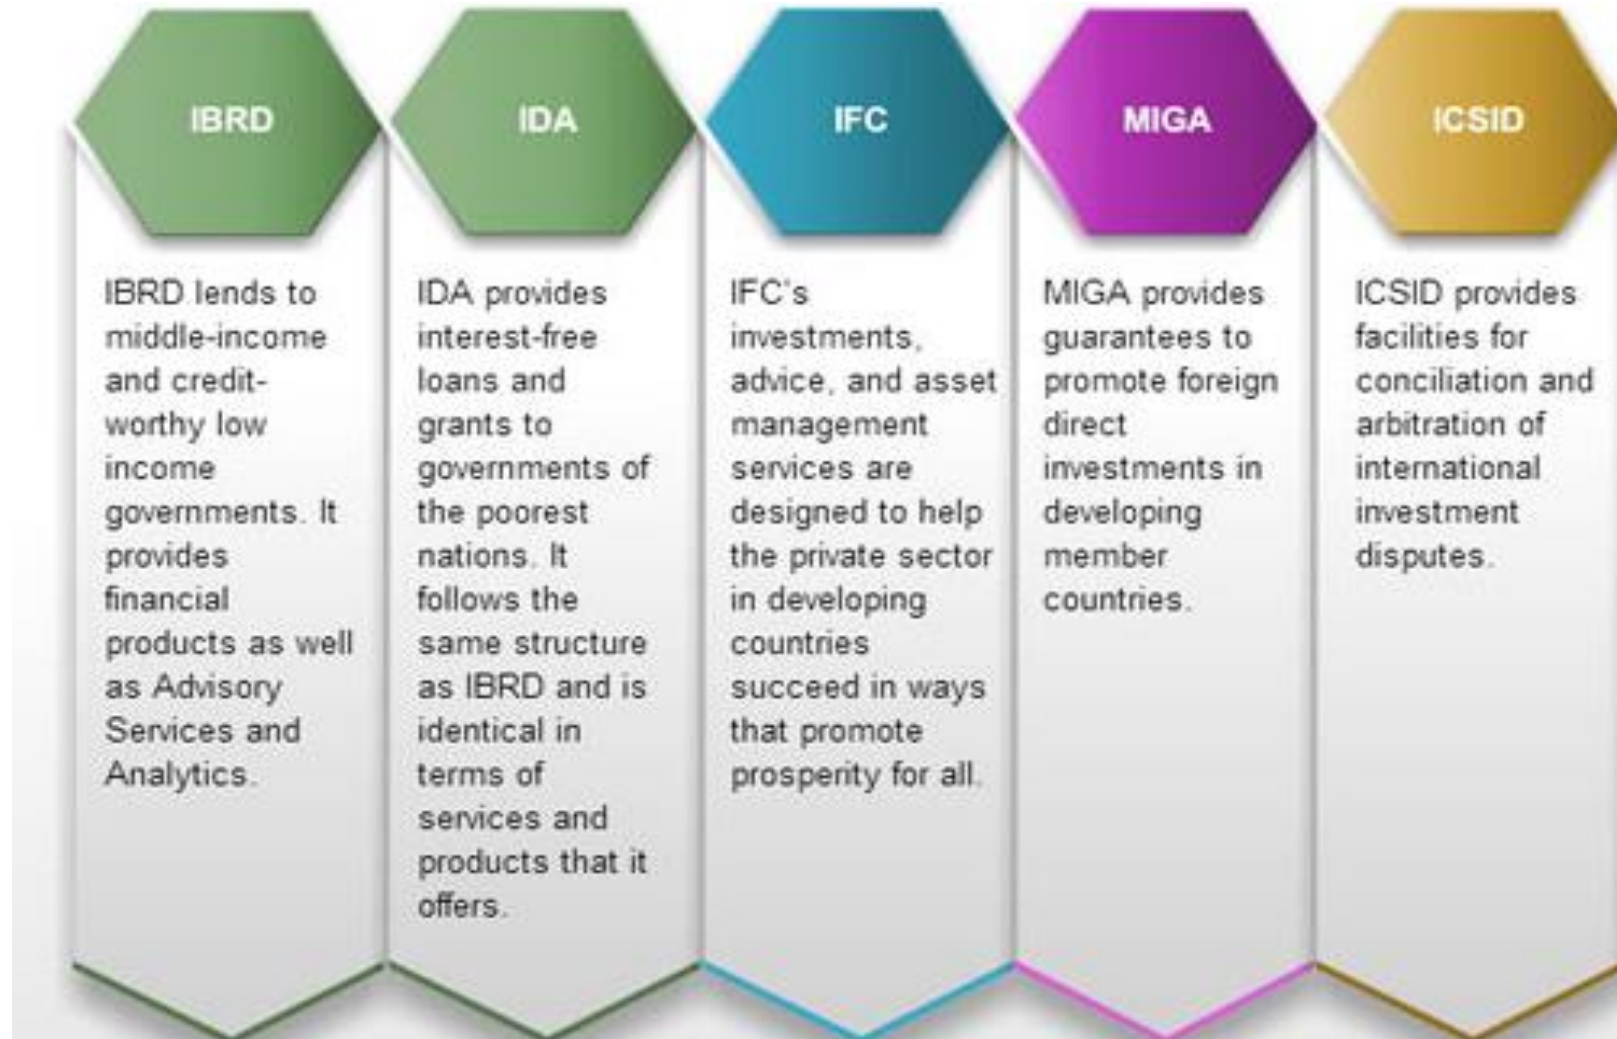 IBRD
IBRD lends to
middle-income
and credit-
worthy low
income
governments. It
provides
financial
products as well
as Advisory
Services and
Analytics.
IDA
IDA provides
interest-free
loans and
grants to
governments of
the poorest
nations. It
follows the
same structure
as IBRD and is
identical in
terms of
services and
products that it
offers.
IFC
IFC's
investments,
advice, and asset
management
services are
designed to help
the private sector
in developing
countries
succeed in ways
that promote
prosperity for all.
MIGA
MIGA provides
guarantees to
promote foreign
direct
investments in
developing
member
countries.
ICSID
ICSID provides
facilities for
conciliation and
arbitration of
international
investment
disputes.